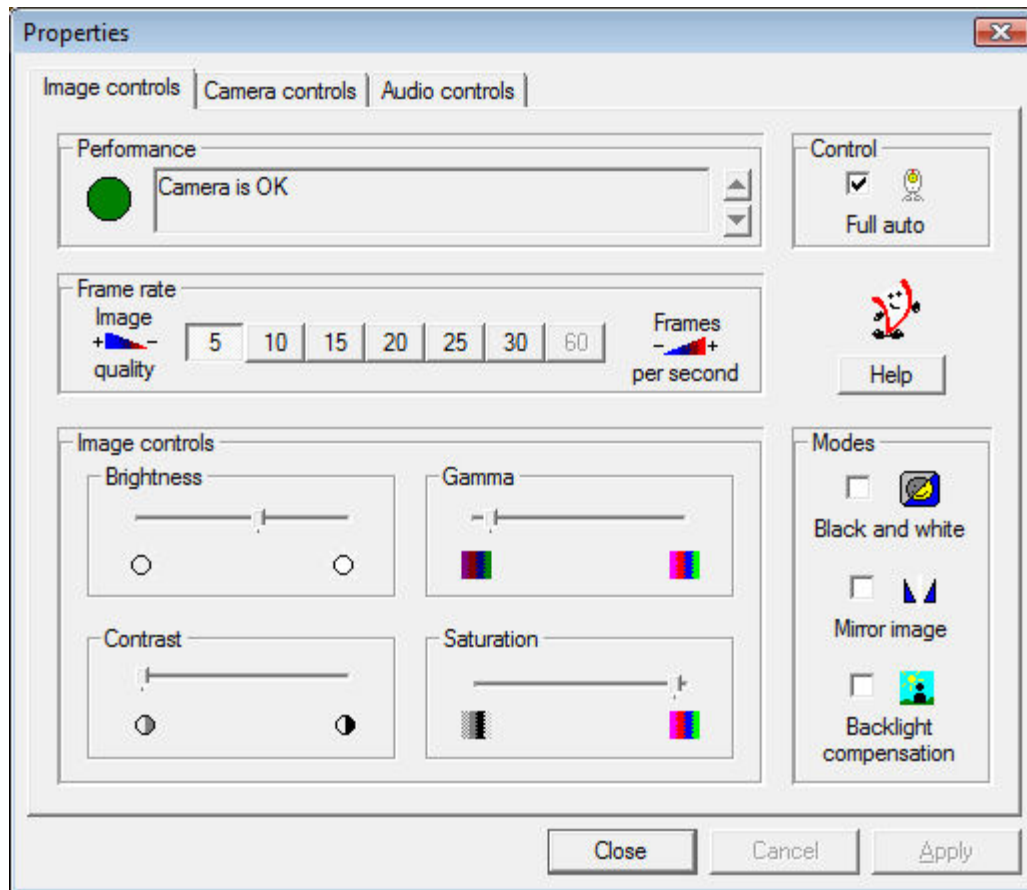 Properties
Image controls
Camera controls
Audio controls
Performance
Camera is OK
Control
Full auto
Frame rate
Image
quality
5
10
15
20
25
30
60
Frames
per second
Help
Image controls
Brightness
Gamma
Contrast
Saturation
Modes
Black and white
Mirror image
Backlight
compensation
Close
Cancel
Apply